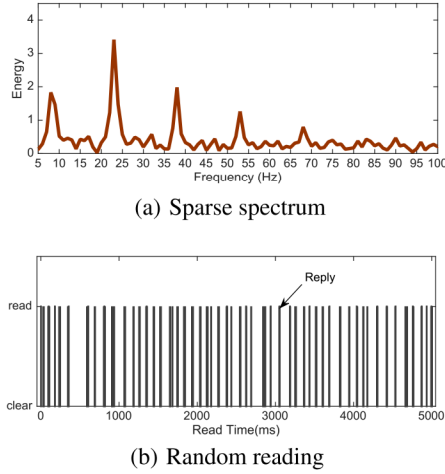 4
3
2
1
0
Energy
5 10 15 20 25 30 35 40 45 50 55 60 65 70 75 80 85 90 95 100
Frequency (Hz)
(a) Sparse spectrum
Reply
read
clear
0 1000 2000 3000 4000 5000
Read Time(ms)
(b) Random reading